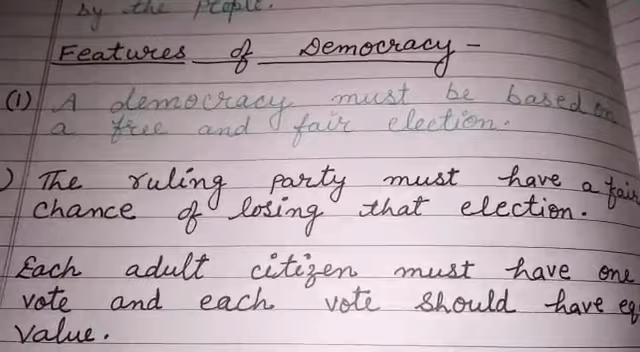 by the people.
Features of Democracy -
(1) A democracy must be based on
a free and fair election.
) The ruling party must have a fair
chance of losing that election.
Each adult citizen must have one
vote and each vote should have eq
value.